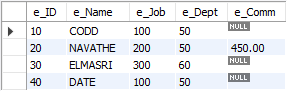 e_ID e_Name e_Job e_Dept e_Comm
10 CODD 100 50 NULL
20 NAVATHE 200 50 450.00
30 ELMASRI 300 60 NULL
40 DATE 100 50 NULL